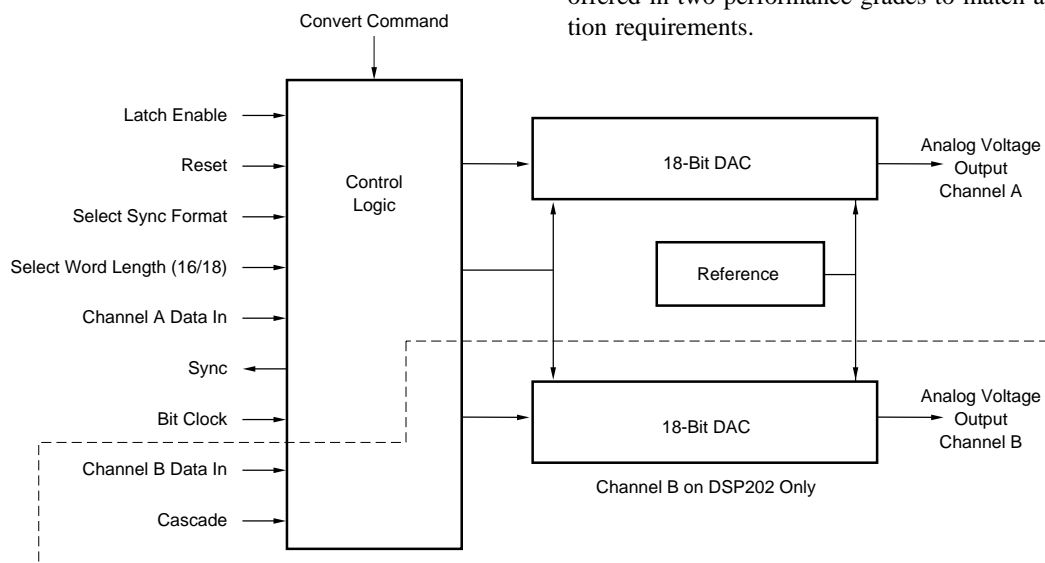 offered in two performance grades to match
tion requirements.
Convert Command
Latch Enable
Reset
Select Sync Format
Select Word Length (16/18)
Channel A Data In
Sync
Bit Clock
Channel B Data In
Cascade
Control
Logic
18-Bit DAC
Analog Voltage
Output
Channel A
Reference
18-Bit DAC
Analog Voltage
Output
Channel B
Channel B on DSP202 Only